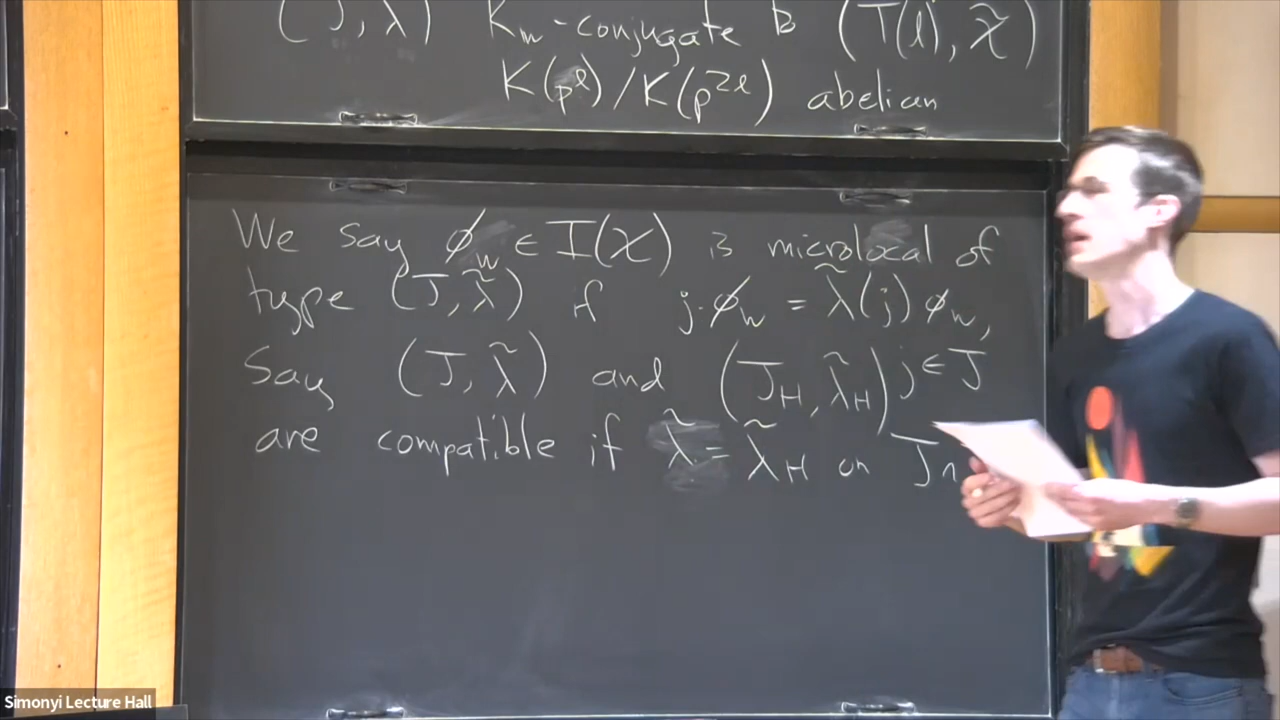 (J, λ) K_w-conjugate to (T(l), χ̃)
K(p^l)/K(p^{2l}) abelian
We say ϕ_w ∈ I(χ) is microlocal of
type (J, λ̃) if j·ϕ_w = λ̃(j) ϕ_w,
j ∈ J
Say (J, λ̃) and (J_H, λ̃_H)
are compatible if λ̃ = λ̃_H on J ∩
Simonyi Lecture Hall